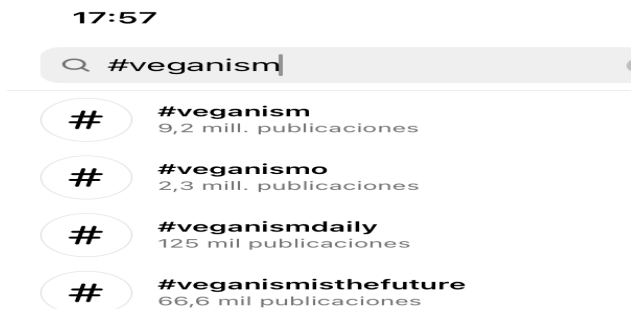 17:57
#veganism
#
#veganism
9,2 mill. publicaciones
#
#veganismo
2,3 mill. publicaciones
#
#veganismdaily
125 mil publicaciones
#
#veganismisthefuture
66,6 mil publicaciones